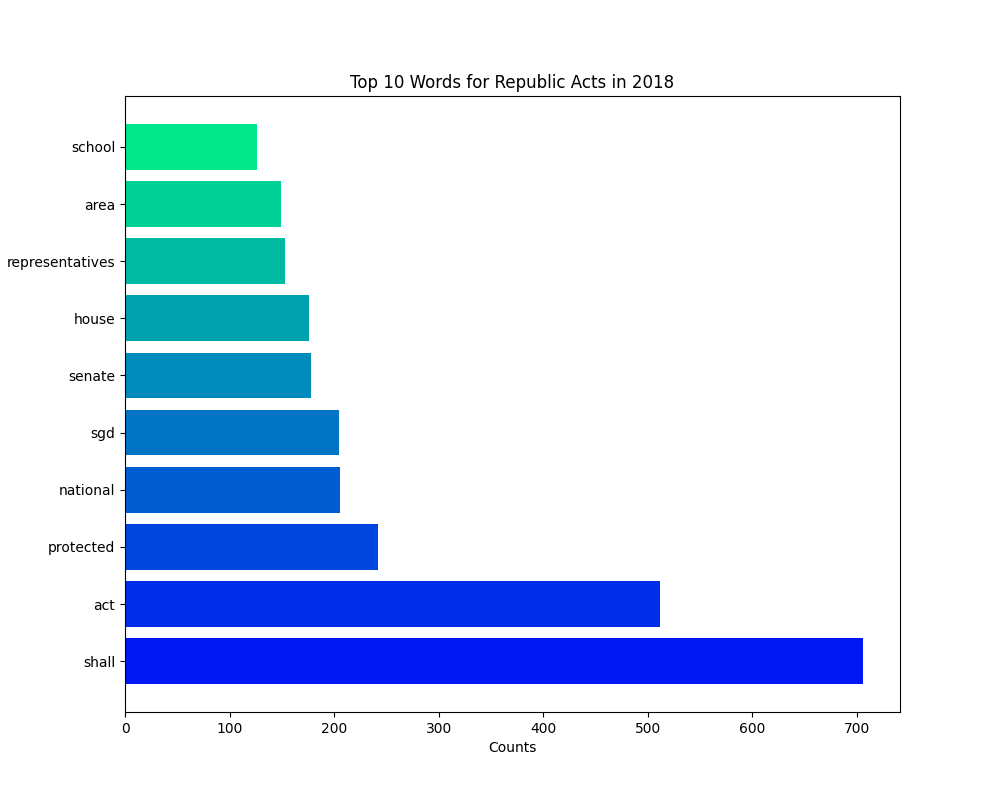 Top 10 Words for Republic Acts in 2018
school
area
representatives
house
senate
sgd
national
protected
act
shall
0 100 200 300 400 500 600 700
Counts